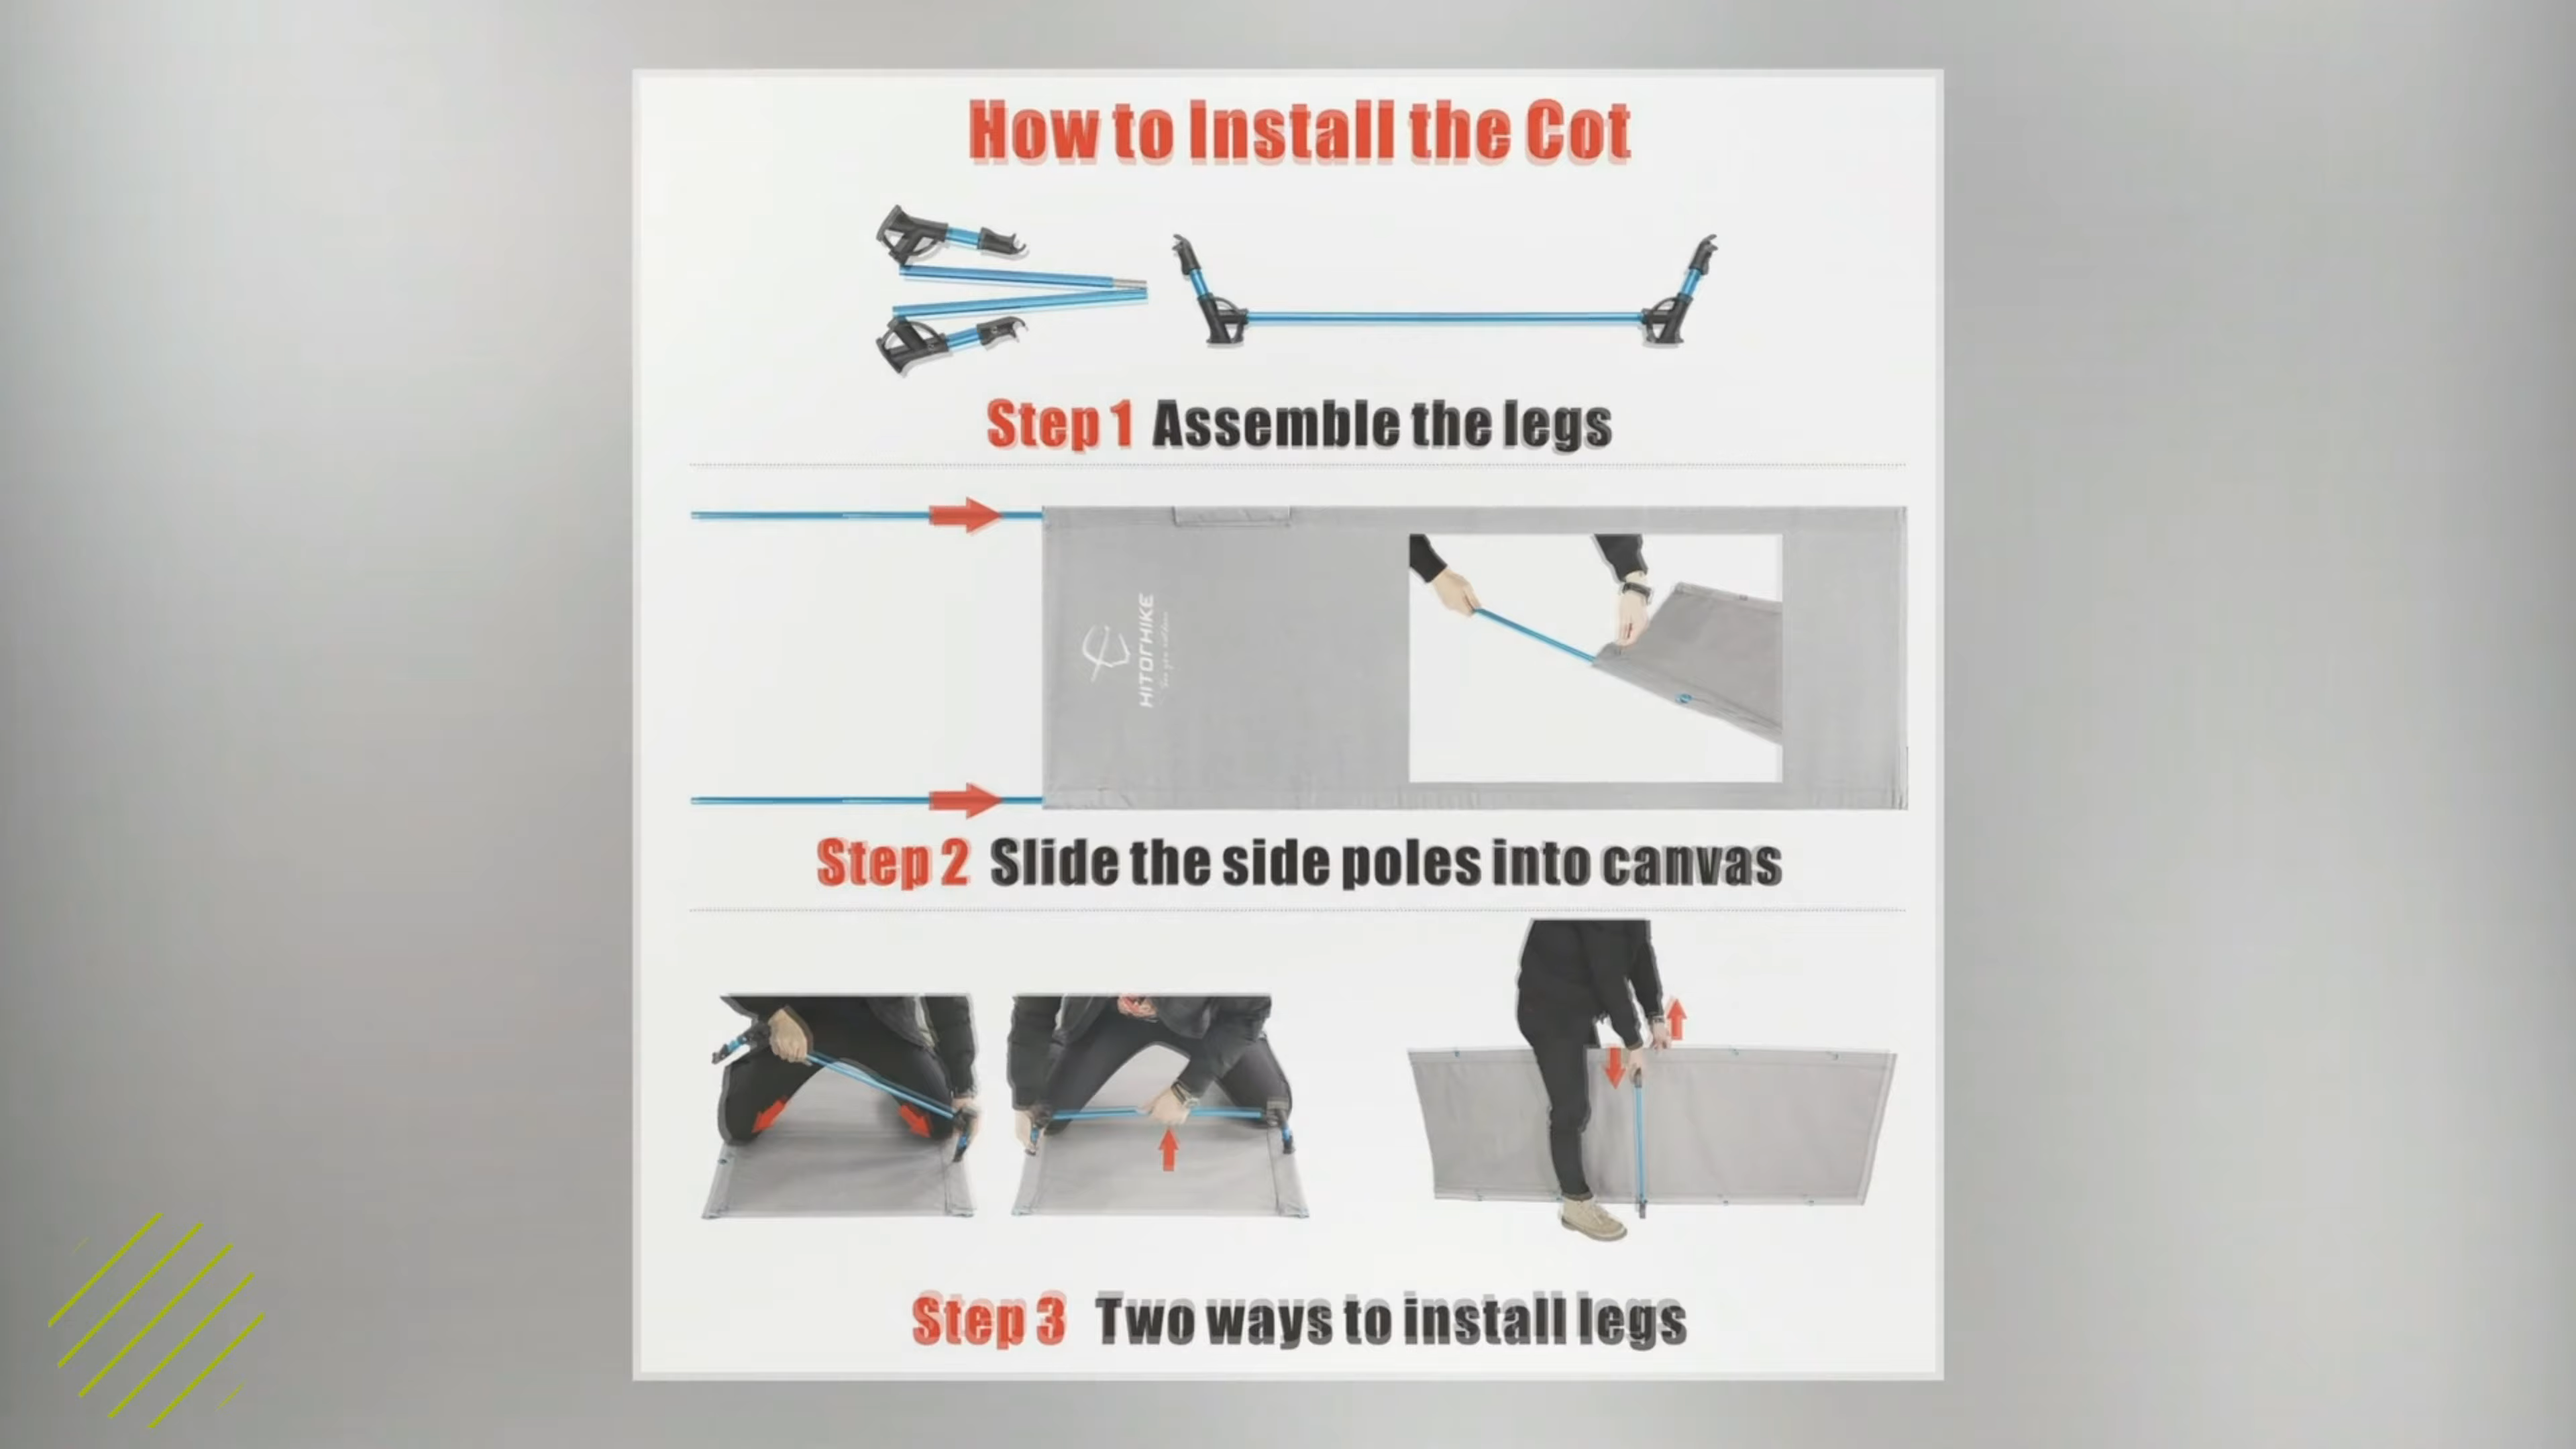 How to Install the Cot
Step 1 Assemble the legs
HITORHIKE
Step 2 Slide the side poles into canvas
Step 3 Two ways to install legs